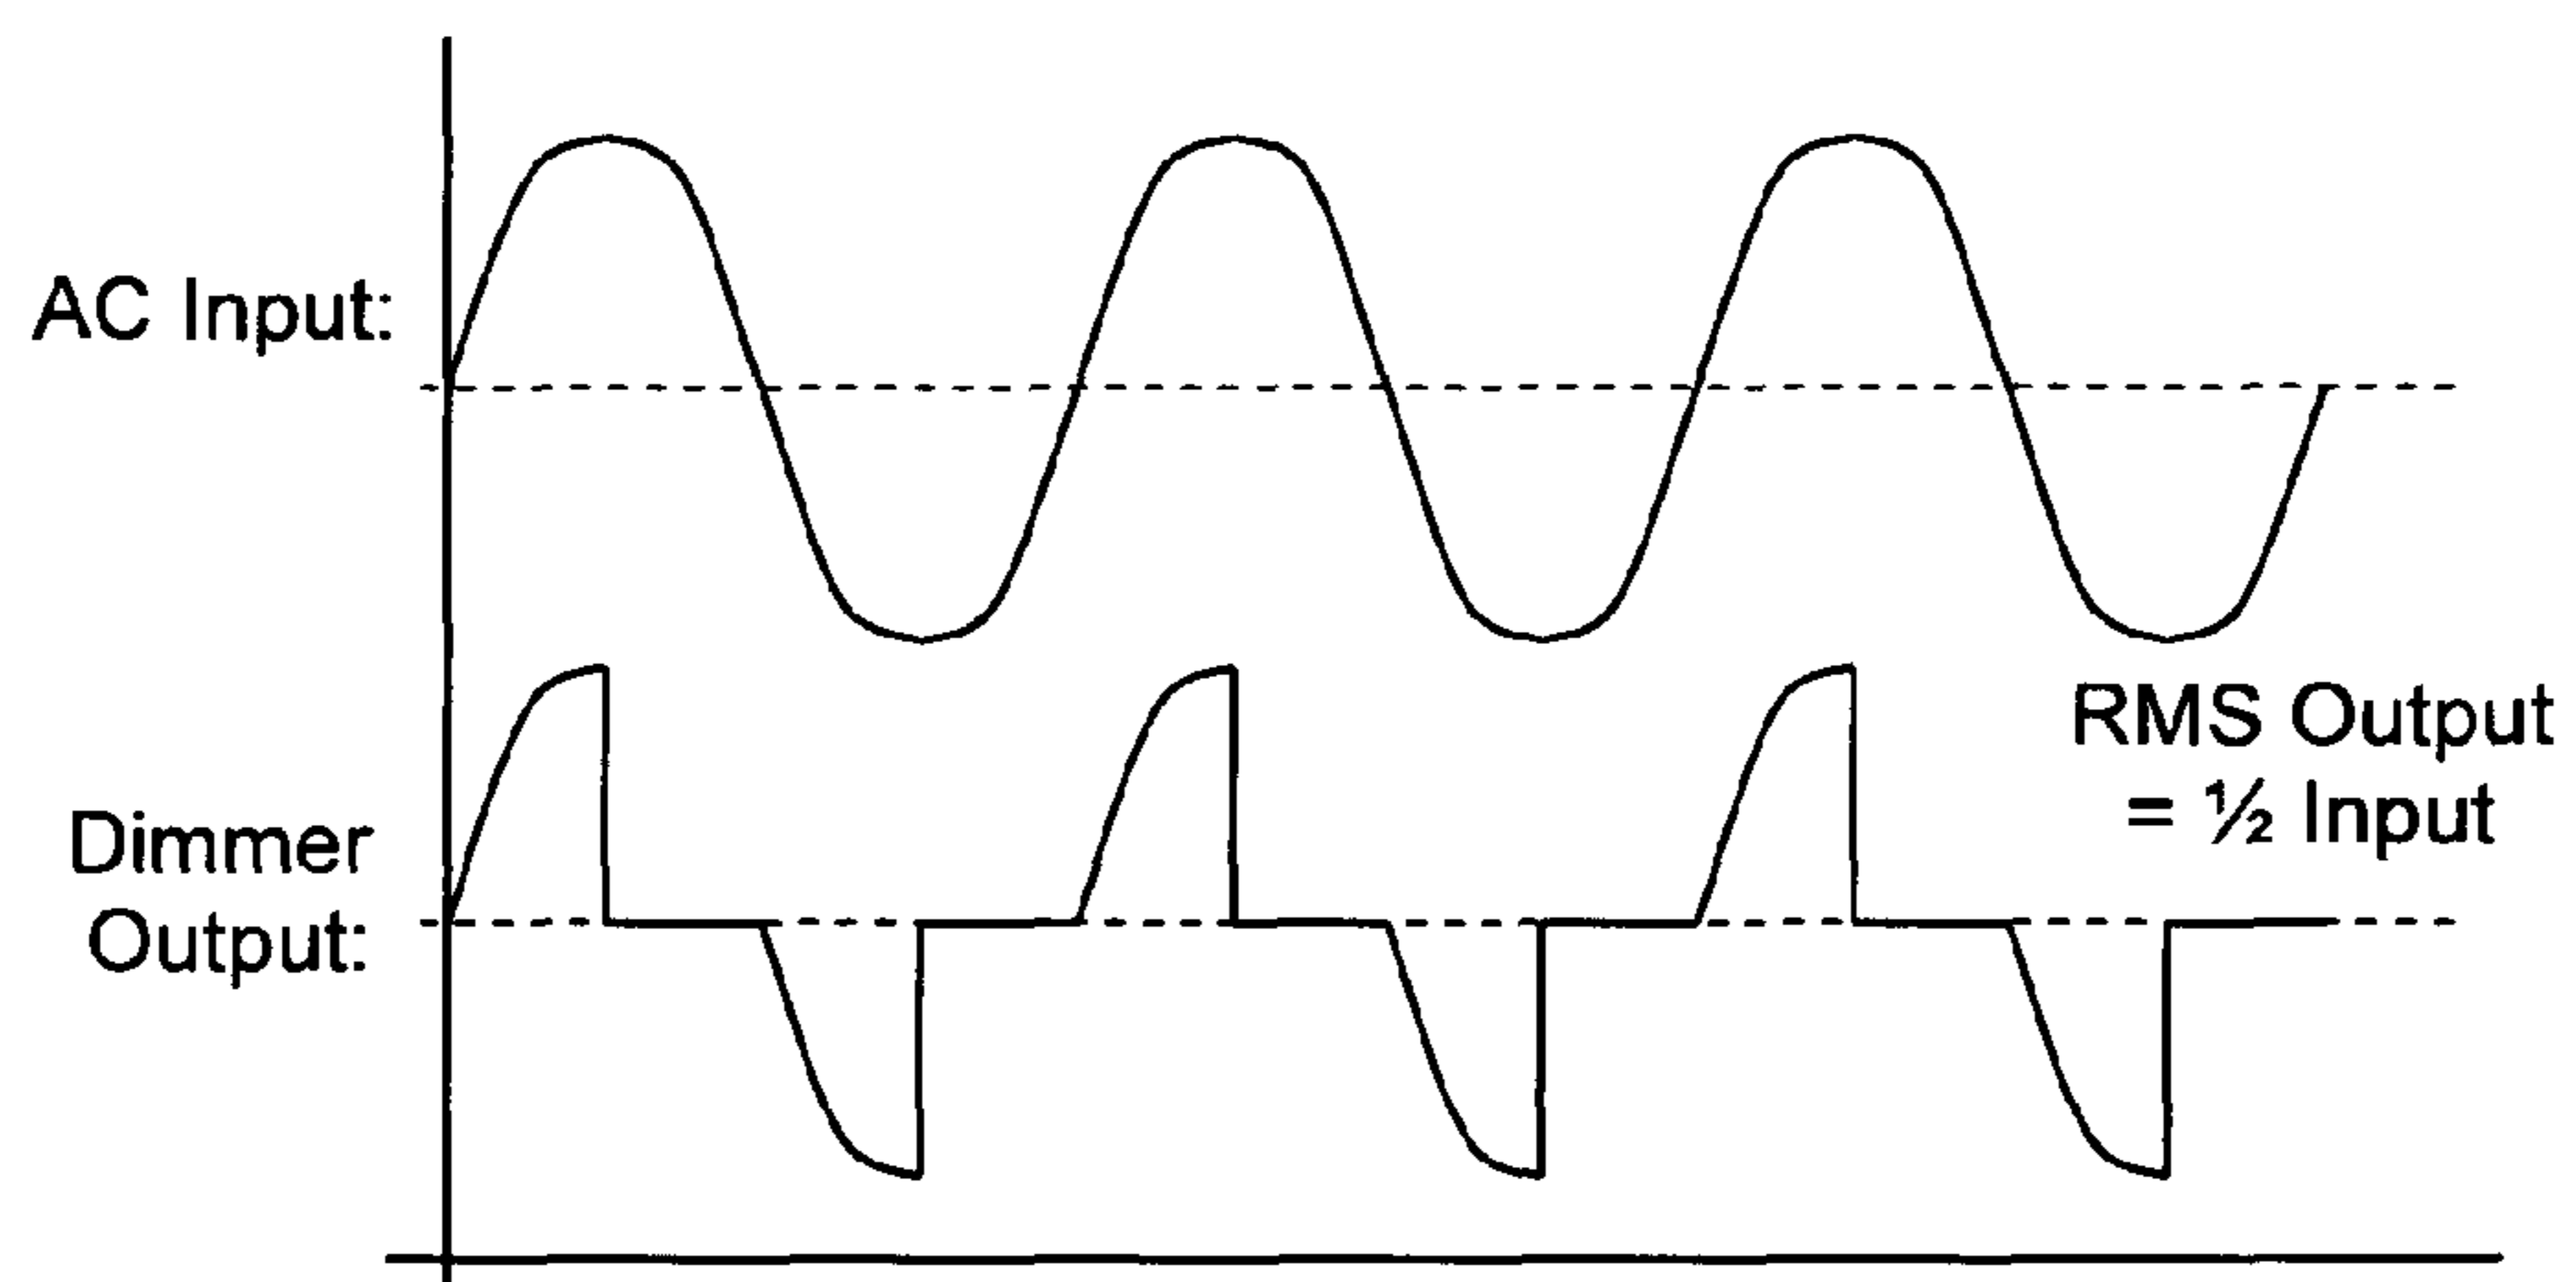 AC Input:
RMS Output
= ½ Input
Dimmer
Output: